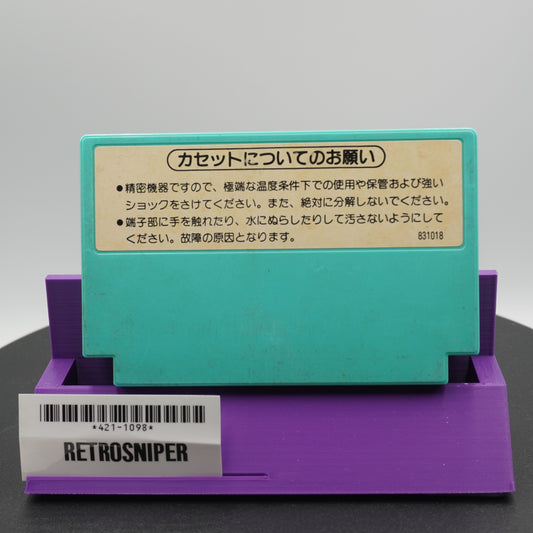 カセットについてのお願い
●精密機器ですので、極端な温度条件下での使用や保管および強い
ショックをさけてください。また、絶対に分解しないでください。
●端子部に手を触れたり、水にぬらしたりして汚さないようにして
ください。故障の原因となります。
831018
*421-1098*
RETROSNIPER